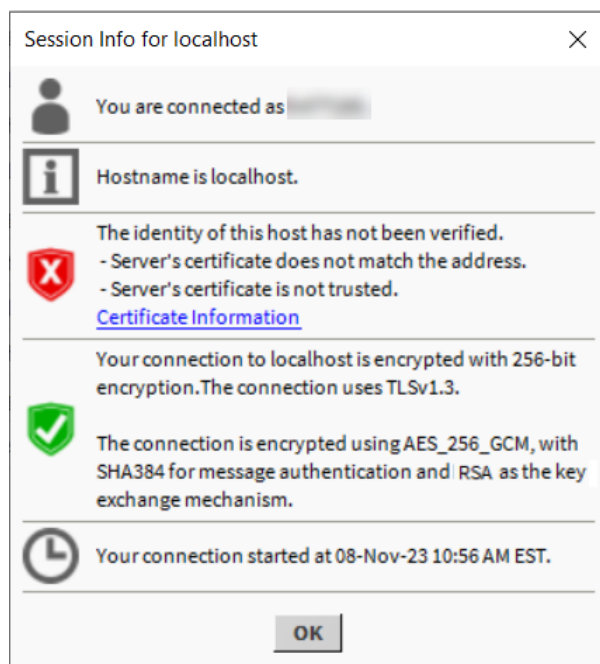 Session Info for localhost
You are connected as
Hostname is localhost.
The identity of this host has not been verified.
- Server's certificate does not match the address.
- Server's certificate is not trusted.
Certificate Information
Your connection to localhost is encrypted with 256-bit
encryption.The connection uses TLSv1.3.
The connection is encrypted using AES_256_GCM, with
SHA384 for message authentication and RSA as the key
exchange mechanism.
Your connection started at 08-Nov-23 10:56 AM EST.
OK